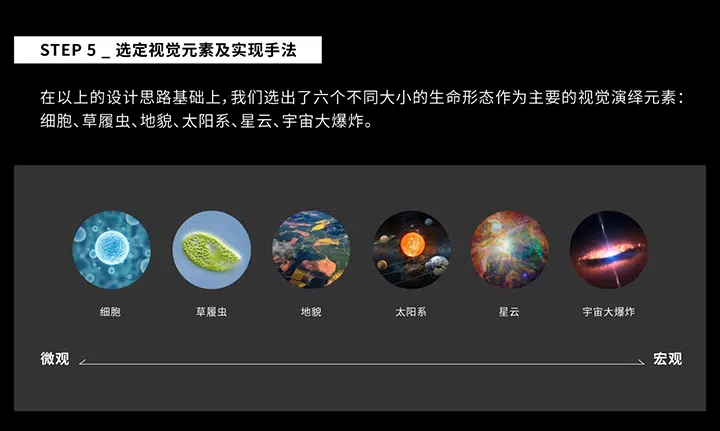 STEP 5 _ 选定视觉元素及实现手法
在以上的设计思路基础上，我们选出了六个不同大小的生命形态作为主要的视觉演绎元素：
细胞、草履虫、地貌、太阳系、星云、宇宙大爆炸。
细胞 草履虫 地貌 太阳系 星云 宇宙大爆炸
微观 宏观